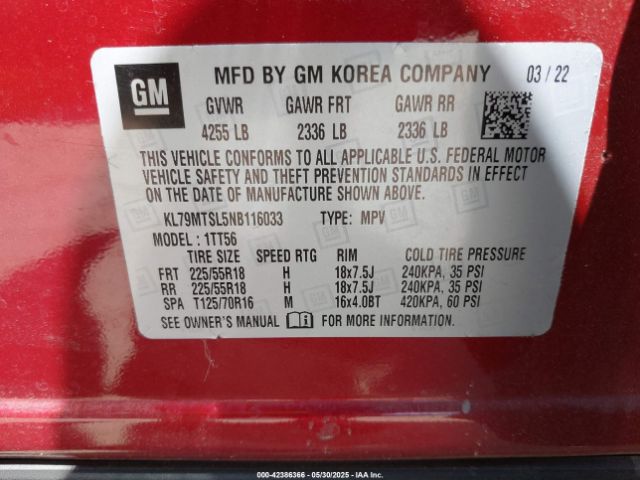 GM MFD BY GM KOREA COMPANY 03 / 22
GVWR GAWR FRT GAWR RR
4255 LB 2336 LB 2336 LB
THIS VEHICLE CONFORMS TO ALL APPLICABLE U.S. FEDERAL MOTOR
VEHICLE SAFETY AND THEFT PREVENTION STANDARDS IN EFFECT
ON THE DATE OF MANUFACTURE SHOWN ABOVE.
KL79MTSL5NB116033 TYPE: MPV
MODEL: 1TT56
TIRE SIZE SPEED RTG RIM COLD TIRE PRESSURE
FRT 225/55R18 H 18x7.5J 240KPA, 35 PSI
RR 225/55R18 H 18x7.5J 240KPA, 35 PSI
SPA T125/70R16 M 16x4.0BT 420KPA, 60 PSI
SEE OWNER'S MANUAL FOR MORE INFORMATION.
000-42386366 - 05/30/2025 - IAA Inc.